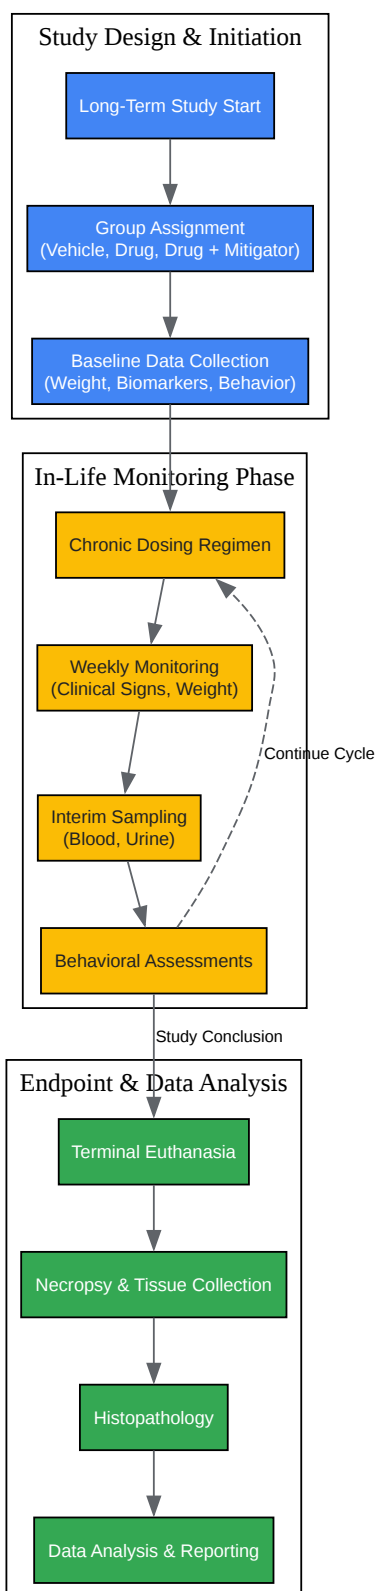 Study Design & Initiation
Long-Term Study Start
Group Assignment
(Vehicle, Drug, Drug + Mitigator)
Baseline Data Collection
(Weight, Biomarkers, Behavior)
In-Life Monitoring Phase
Chronic Dosing Regimen
Weekly Monitoring
(Clinical Signs, Weight)
Continue Cycle
Interim Sampling
(Blood, Urine)
Behavioral Assessments
Study Conclusion
Endpoint & Data Analysis
Terminal Euthanasia
Necropsy & Tissue Collection
Histopathology
Data Analysis & Reporting